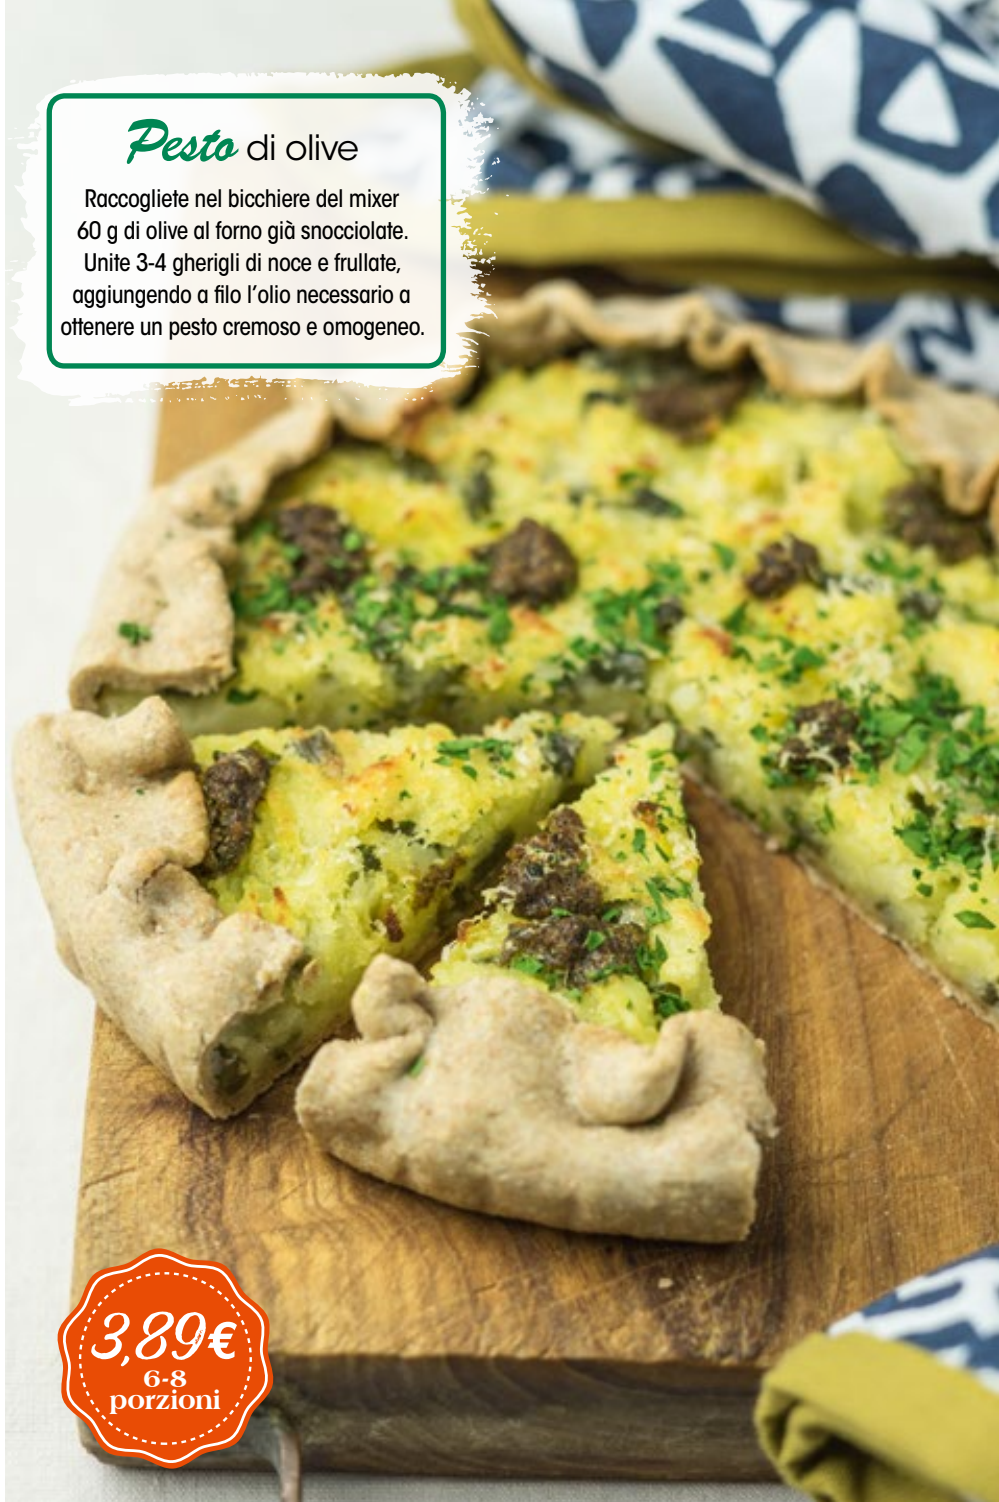 Pesto di olive
Raccogliete nel bicchiere del mixer
60 g di olive al forno già snocciolate.
Unite 3-4 gherigli di noce e frullate,
aggiungendo a filo l’olio necessario a
ottenere un pesto cremoso e omogeneo.
3,89€
6-8
porzioni